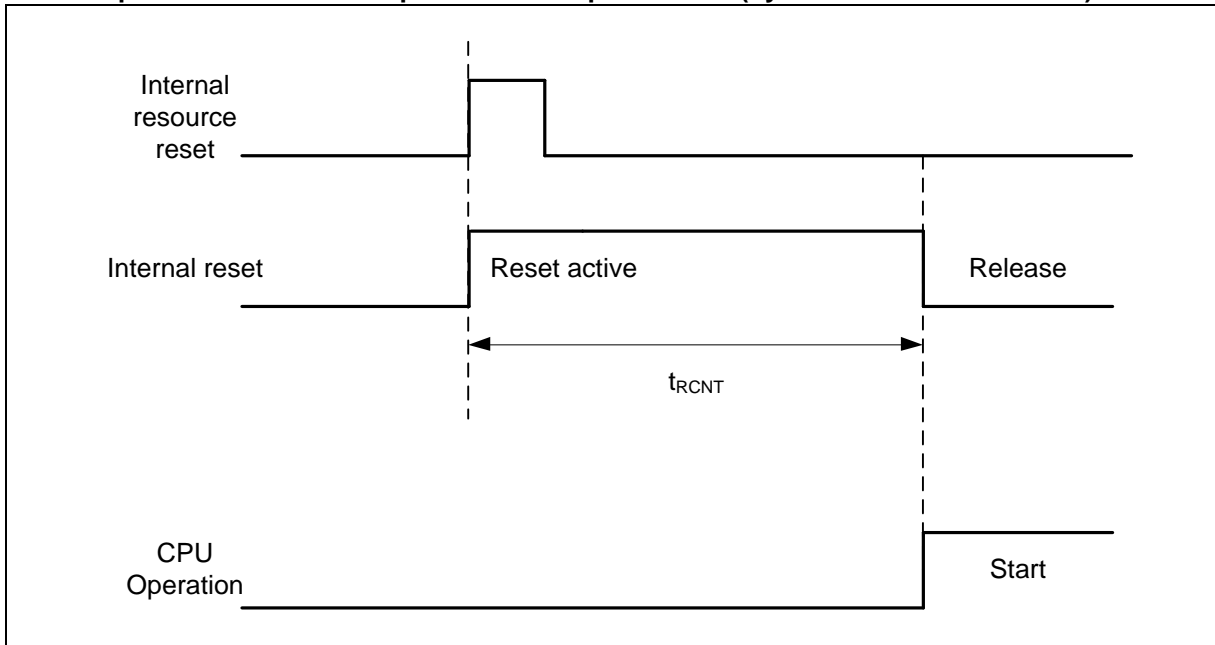 Internal
resource
reset
Internal reset
Reset active
Release
tRCNT
CPU
Operation
Start